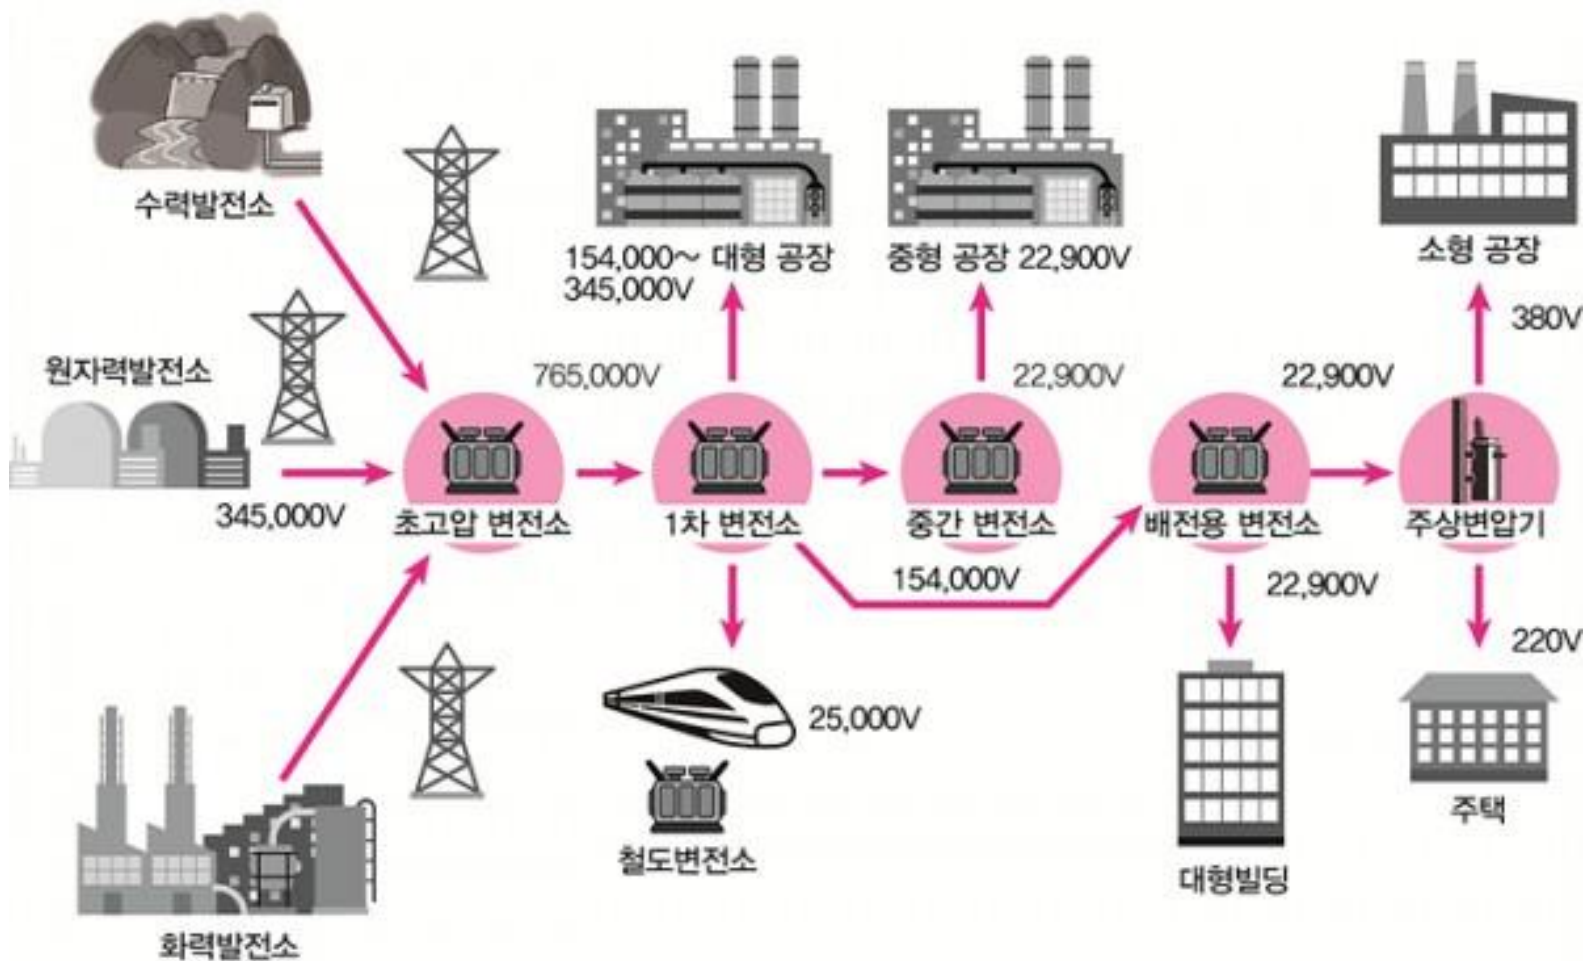 수력발전소
154,000~ 대형 공장
345,000V
중형 공장 22,900V
소형 공장
380V
원자력발전소
765,000V
22,900V
22,900V
345,000V
초고압 변전소
1차 변전소
중간 변전소
배전용 변전소
주상변압기
154,000V
22,900V
220V
25,000V
철도변전소
대형빌딩
주택
화력발전소